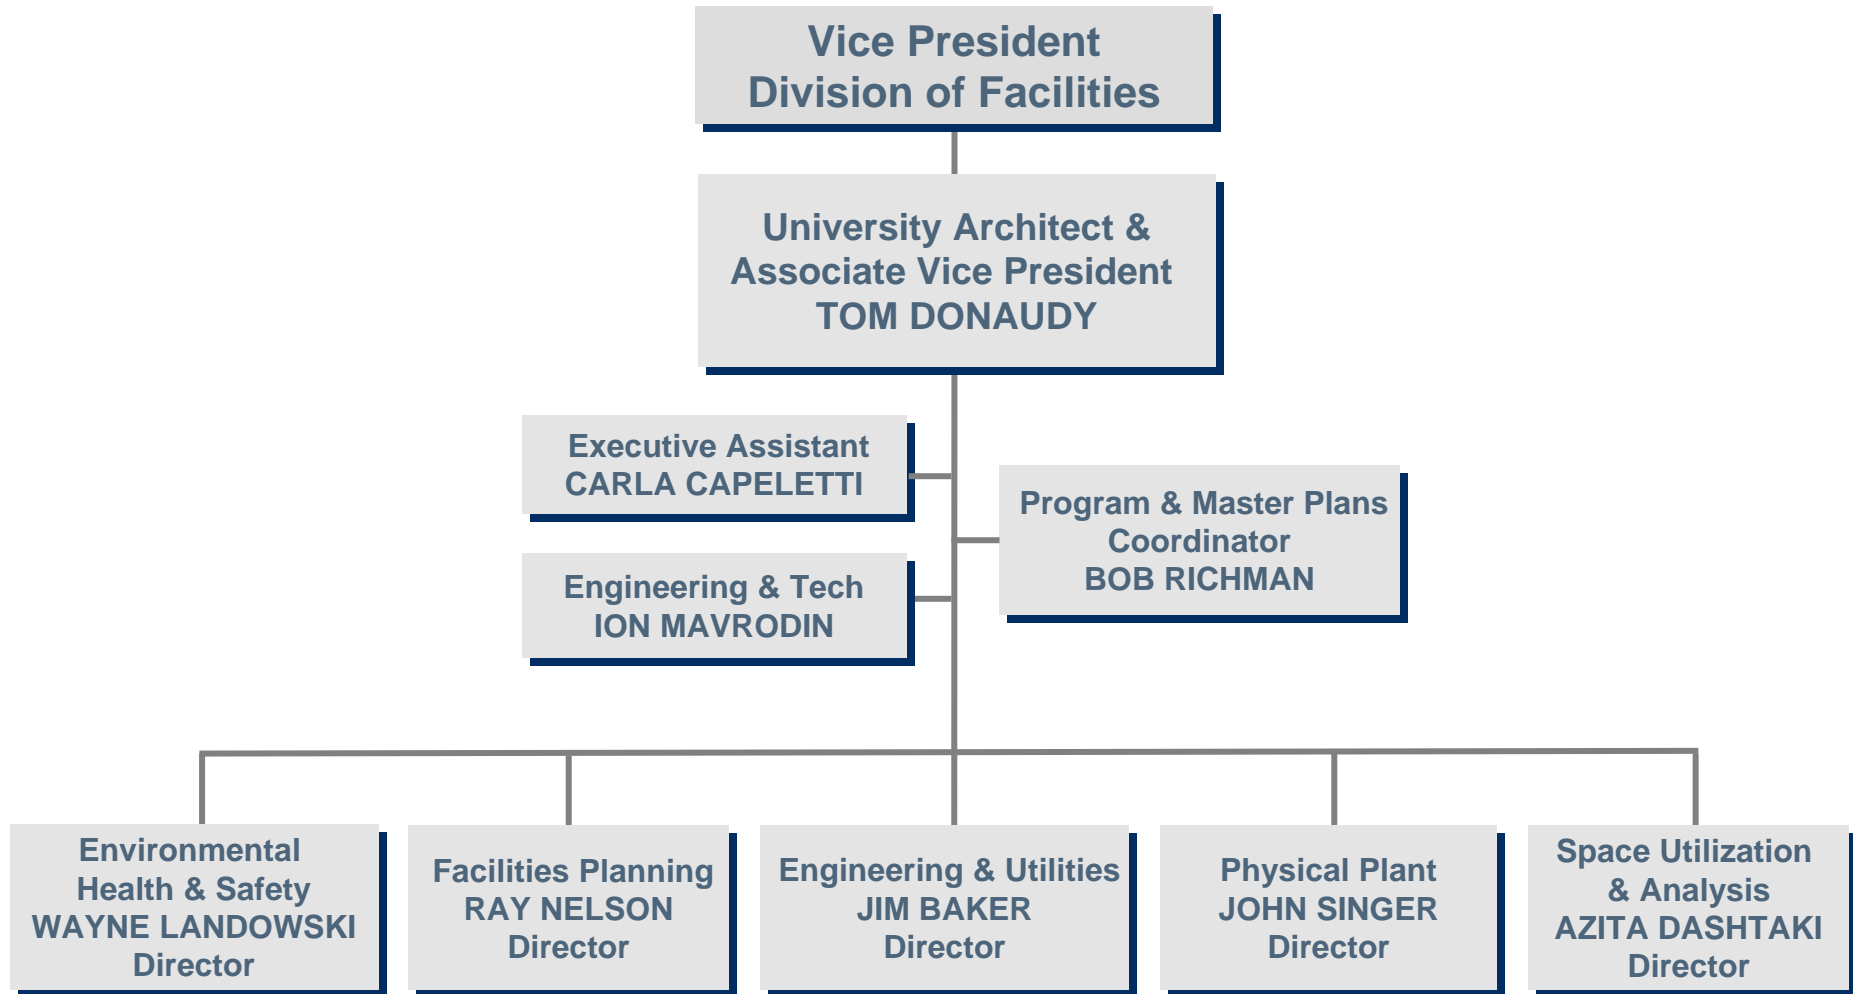 Vice President
Division of Facilities
University Architect &
Associate Vice President
TOM DONAUDY
Executive Assistant
CARLA CAPELETTI
Program & Master Plans
Coordinator
BOB RICHMAN
Engineering & Tech
ION MAVRODIN
Environmental
Health & Safety
WAYNE LANDOWSKI
Director
Facilities Planning
RAY NELSON
Director
Engineering & Utilities
JIM BAKER
Director
Physical Plant
JOHN SINGER
Director
Space Utilization
& Analysis
AZITA DASHTAKI
Director